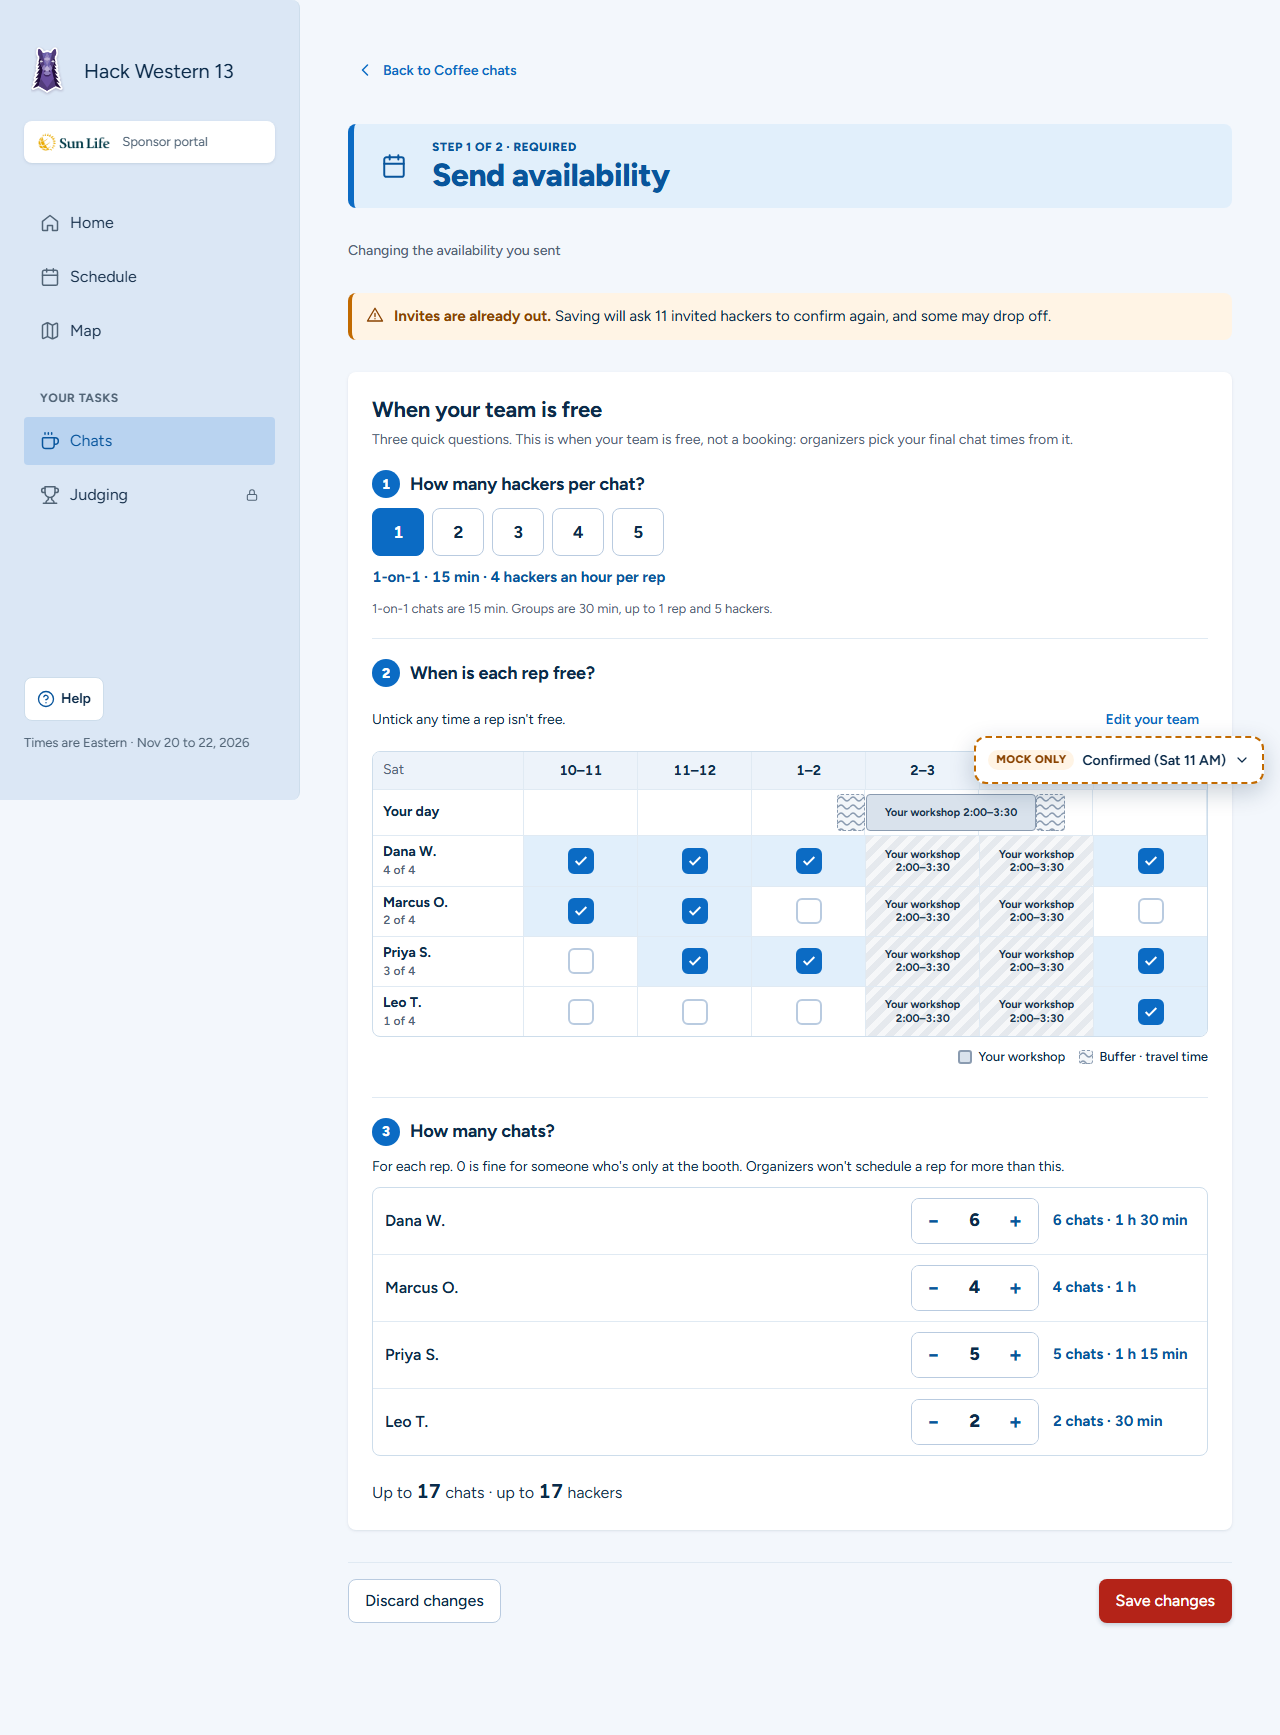 Hack Western 13
Sun Life Sponsor portal
Home
Schedule
Map
YOUR TASKS
Chats
Judging
Help
Times are Eastern · Nov 20 to 22, 2026
Back to Coffee chats
STEP 1 OF 2 · REQUIRED
Send availability
Changing the availability you sent
Invites are already out. Saving will ask 11 invited hackers to confirm again, and some may drop off.
When your team is free
Three quick questions. This is when your team is free, not a booking: organizers pick your final chat times from it.
1 How many hackers per chat?
1 2 3 4 5
1-on-1 · 15 min · 4 hackers an hour per rep
1-on-1 chats are 15 min. Groups are 30 min, up to 1 rep and 5 hackers.
2 When is each rep free?
Untick any time a rep isn't free. Edit your team
MOCK ONLY Confirmed (Sat 11 AM)
Sat 10–11 11–12 1–2 2–3
Your day Your workshop 2:00–3:30
Dana W. Your workshop Your workshop
4 of 4 2:00–3:30 2:00–3:30
Marcus O. Your workshop Your workshop
2 of 4 2:00–3:30 2:00–3:30
Priya S. Your workshop Your workshop
3 of 4 2:00–3:30 2:00–3:30
Leo T. Your workshop Your workshop
1 of 4 2:00–3:30 2:00–3:30
Your workshop Buffer · travel time
3 How many chats?
For each rep. 0 is fine for someone who's only at the booth. Organizers won't schedule a rep for more than this.
Dana W. − 6 + 6 chats · 1 h 30 min
Marcus O. − 4 + 4 chats · 1 h
Priya S. − 5 + 5 chats · 1 h 15 min
Leo T. − 2 + 2 chats · 30 min
Up to 17 chats · up to 17 hackers
Discard changes Save changes